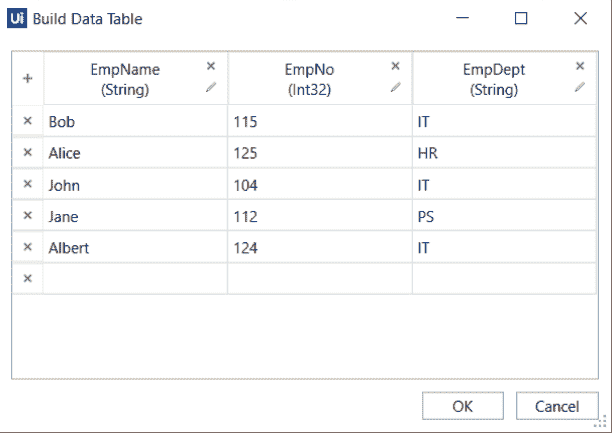 Ui Build Data Table
EmpName EmpNo EmpDept
(String) (Int32) (String)
Bob 115 IT
Alice 125 HR
John 104 IT
Jane 112 PS
Albert 124 IT
OK Cancel